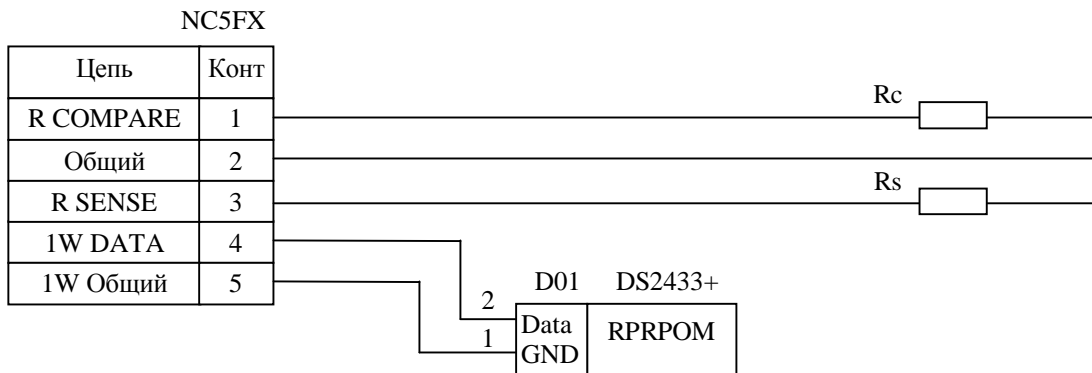 NC5FX
Цепь Конт
R COMPARE 1
Rc
Общий 2
R SENSE 3
Rs
1W DATA 4
1W Общий 5
D01 DS2433+
2 Data
RPRPOM
1 GND